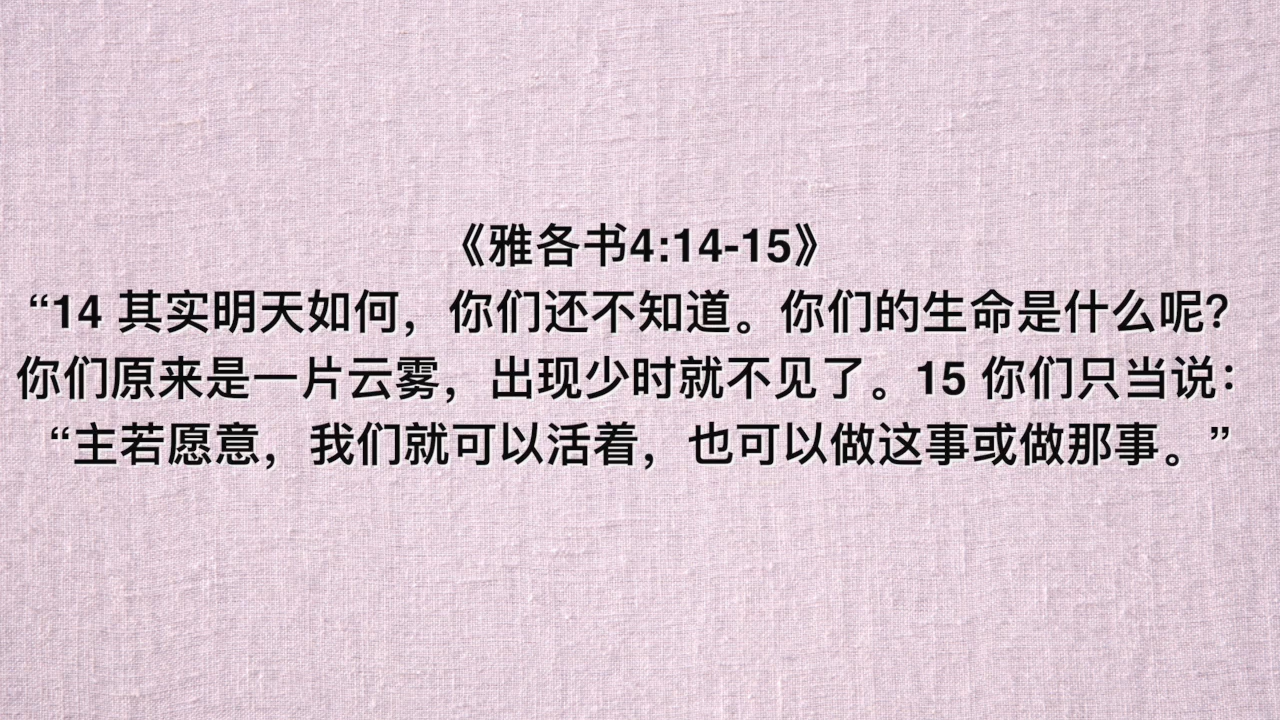 《雅各书4:14-15》
“14 其实明天如何，你们还不知道。你们的生命是什么呢?
你们原来是一片云雾，出现少时就不见了。15 你们只当说：
“主若愿意，我们就可以活着，也可以做这事或做那事。”